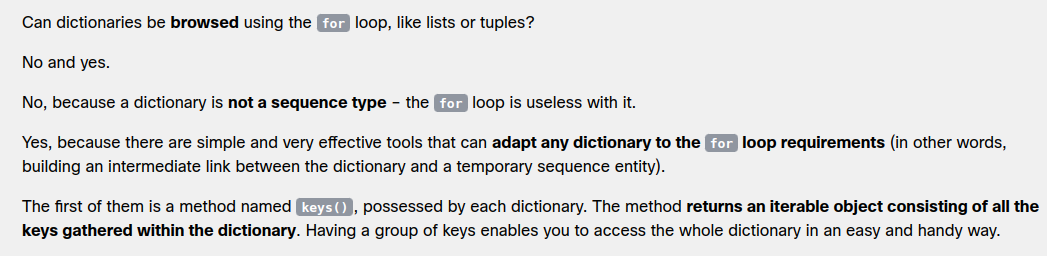 Can dictionaries be browsed using the for loop, like lists or tuples?
No and yes.
No, because a dictionary is not a sequence type – the for loop is useless with it.
Yes, because there are simple and very effective tools that can adapt any dictionary to the for loop requirements (in other words,
building an intermediate link between the dictionary and a temporary sequence entity).
The first of them is a method named keys(), possessed by each dictionary. The method returns an iterable object consisting of all the
keys gathered within the dictionary. Having a group of keys enables you to access the whole dictionary in an easy and handy way.